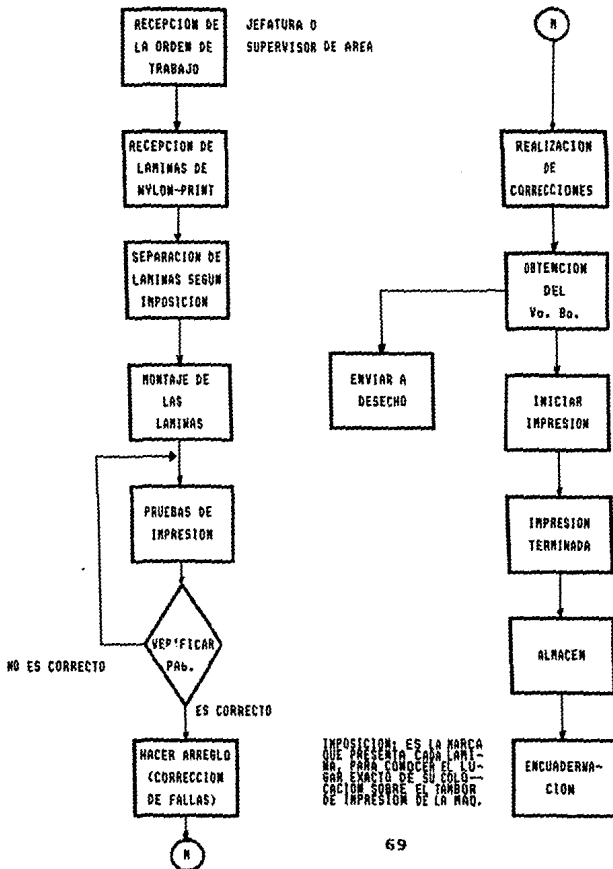 RECEPCION DE
LA ORDEN DE
TRABAJO
JEFATURA O
SUPERVISOR DE AREA
RECEPCION DE
LAMINAS DE
NYLON-PRINT
SEPARACION DE
LAMINAS SEGUN
IMPOSICION
MONTAJE DE
LAS
LAMINAS
PRUEBAS DE
IMPRESION
VERIFICAR
PAG.
NO ES CORRECTO
ES CORRECTO
HACER ARREGLO
(CORRECCION
DE FALLAS)
N
N
REALIZACION
DE
CORRECCIONES
OBTENCION
DEL
Vo. Bo.
ENVIAR A
DESECHO
INICIAR
IMPRESION
IMPRESION
TERMINADA
ALMACEN
ENCUADERNA-
CION
IMPOSICION: ES LA MARCA
QUE PRESENTA CADA LAMI-
NA, PARA CONOCER EL LU-
GAR EXACTO DE SU COLO-
CACION SOBRE EL TAMBOR
DE IMPRESION DE LA MAQ.
69